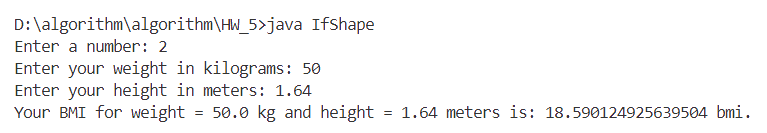 D:\algorithm\algorithm\HW_5>java IfShape
Enter a number: 2
Enter your weight in kilograms: 50
Enter your height in meters: 1.64
Your BMI for weight = 50.0 kg and height = 1.64 meters is: 18.590124925639504 bmi.